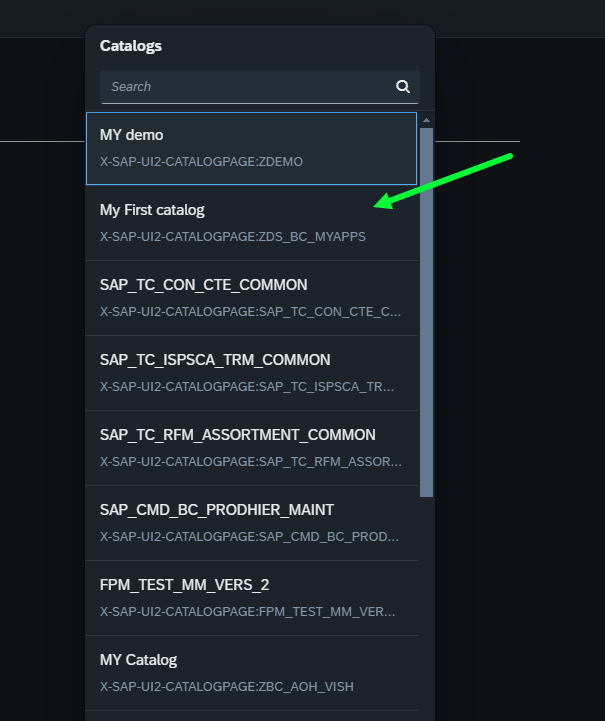 Catalogs
Search
MY demo
X-SAP-UI2-CATALOGPAGE:ZDEMO
My First catalog
X-SAP-UI2-CATALOGPAGE:ZDS_BC_MYAPPS
SAP_TC_CON_CTE_COMMON
X-SAP-UI2-CATALOGPAGE:SAP_TC_CON_CTE_C...
SAP_TC_ISPSCA_TRM_COMMON
X-SAP-UI2-CATALOGPAGE:SAP_TC_ISPSCA_TR...
SAP_TC_RFM_ASSORTMENT_COMMON
X-SAP-UI2-CATALOGPAGE:SAP_TC_RFM_ASSOR...
SAP_CMD_BC_PRODHIER_MAINT
X-SAP-UI2-CATALOGPAGE:SAP_CMD_BC_PROD...
FPM_TEST_MM_VERS_2
X-SAP-UI2-CATALOGPAGE:FPM_TEST_MM_VER...
MY Catalog
X-SAP-UI2-CATALOGPAGE:ZBC_AOH_VISH